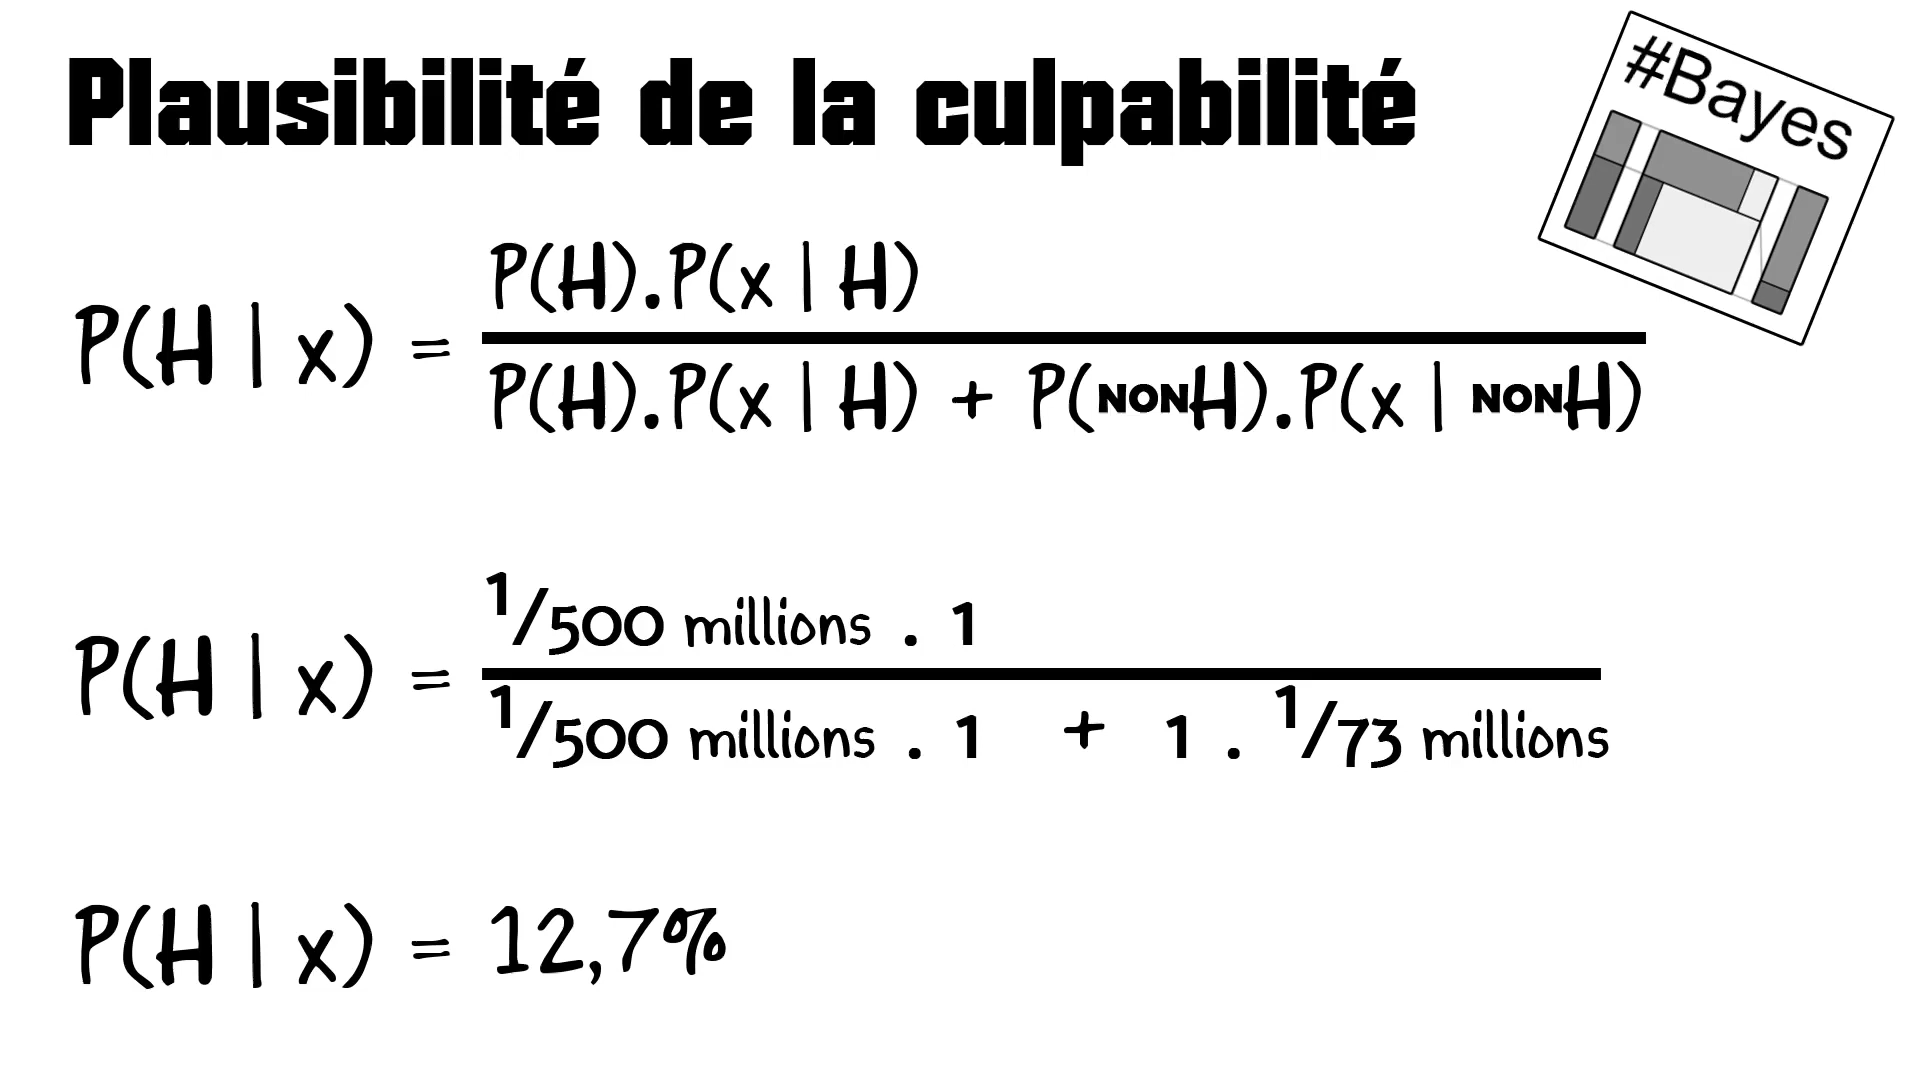 Plausibilité de la culpabilité
#Bayes
P(H | x) = P(H).P(x | H)
P(H).P(x | H) + P(NONH).P(x | NONH)
P(H | x) = 1/500 millions . 1
1/500 millions . 1 + 1 . 1/73 millions
P(H | x) = 12,7%